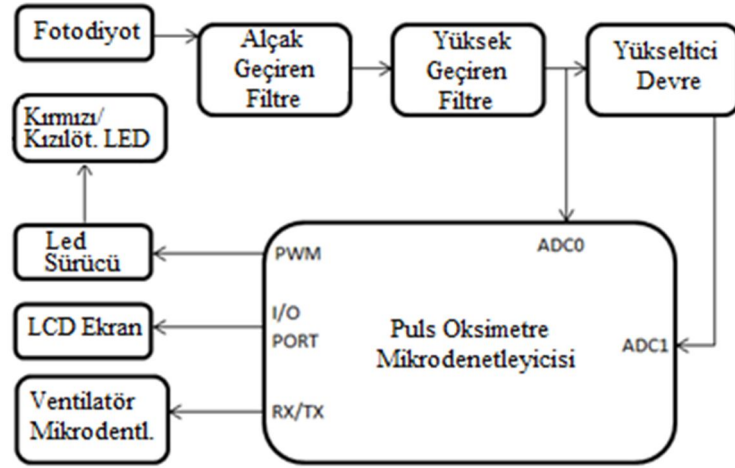 Fotodiyot
Alçak
Geçiren
Filtre
Yüksek
Geçiren
Filtre
Yükseltici
Devre
Kırmızı/
Kızılöt. LED
Led
Sürücü
LCD Ekran
Ventilatör
Mikrodentl.
PWM
I/O
PORT
RX/TX
ADC0
ADC1
Puls Oksimetre
Mikrodenetleyicisi